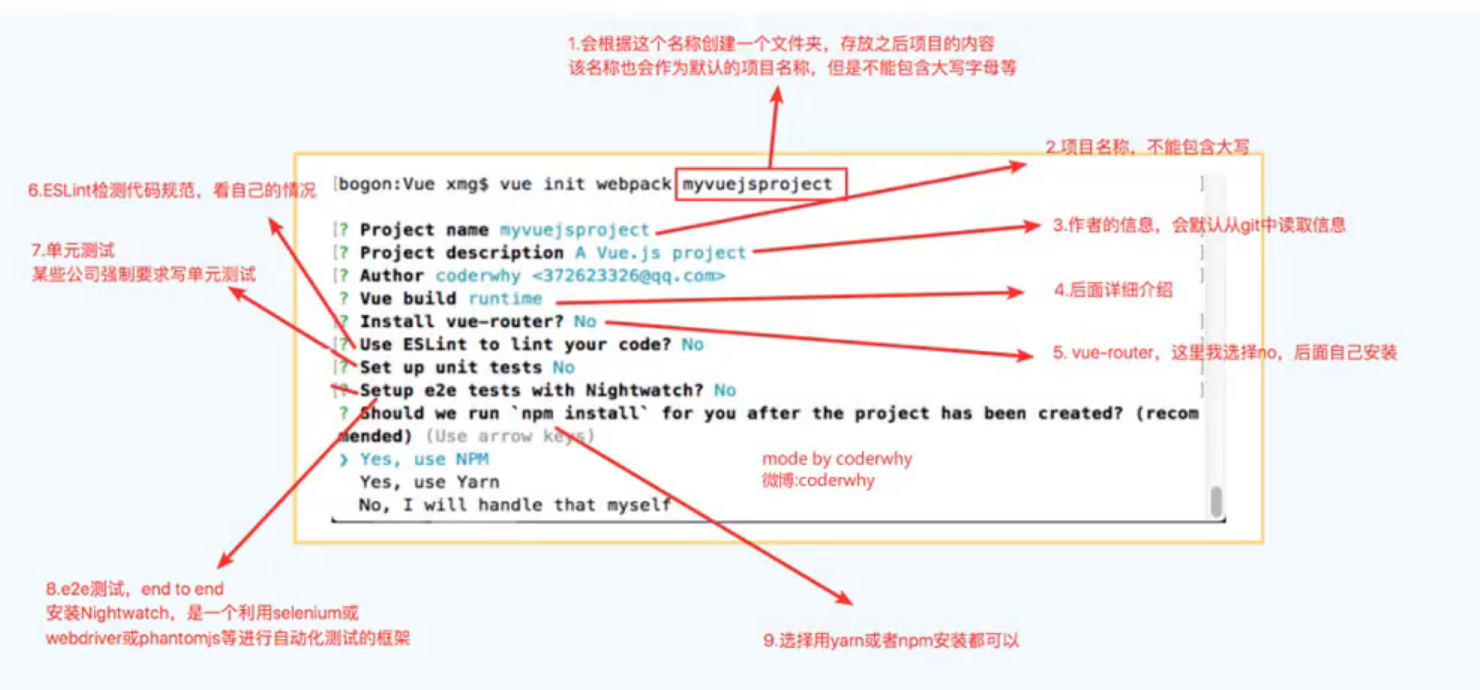 1.会根据这个名称创建一个文件夹，存放之后项目的内容
该名称也会作为默认的项目名称，但是不能包含大写字母等
2.项目名称，不能包含大写
6.ESLint检测代码规范，看自己的情况
[bogon:Vue xmg$ vue init webpack myvuejsproject ]
3.作者的信息，会默认从git中读取信息
7.单元测试
某些公司强制要求写单元测试
[? Project name myvuejsproject ]
[? Project description A Vue.js project ]
[? Author coderwhy <372623326@qq.com> ]
? Vue build runtime
4.后面详细介绍
[? Install vue-router? No ]
[? Use ESLint to lint your code? No ]
5. vue-router，这里我选择no，后面自己安装
[? Set up unit tests No ]
[? Setup e2e tests with Nightwatch? No ]
? Should we run `npm install` for you after the project has been created? (recom
mended) (Use arrow keys)
❯ Yes, use NPM
Yes, use Yarn
No, I will handle that myself
mode by coderwhy
微博:coderwhy
8.e2e测试，end to end
安装Nightwatch，是一个利用selenium或
webdriver或phantomjs等进行自动化测试的框架
9.选择用yarn或者npm安装都可以